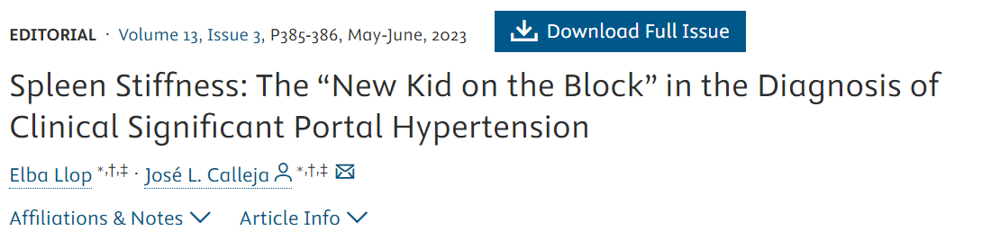 EDITORIAL · Volume 13, Issue 3, P385-386, May-June, 2023 Download Full Issue
Spleen Stiffness: The “New Kid on the Block” in the Diagnosis of
Clinical Significant Portal Hypertension
Elba Llop *,†,‡ · José L. Calleja *,†,‡
Affiliations & Notes Article Info